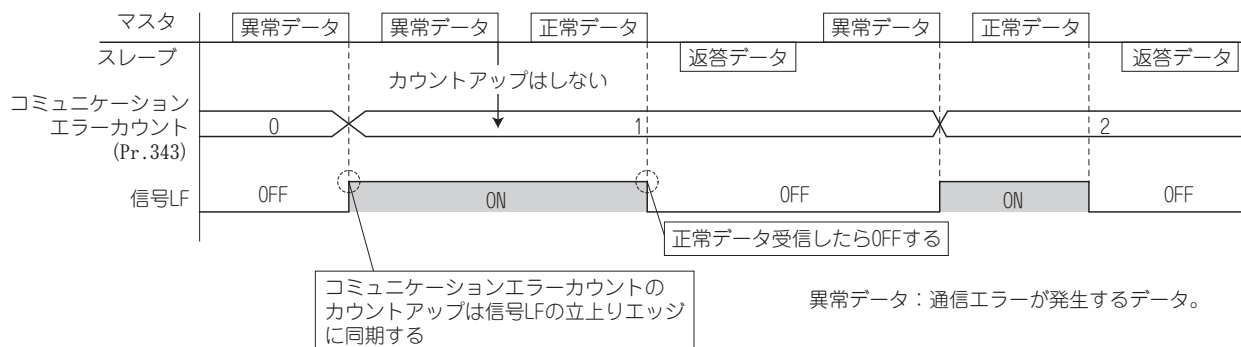 マスタ 異常データ 異常データ 正常データ 異常データ 正常データ
スレーブ 返答データ 返答データ
カウントアップはしない
コミュニケーション
エラーカウント
(Pr.343)
0 1 2
信号LF OFF ON OFF ON OFF
正常データ受信したらOFFする
コミュニケーションエラーカウントの
カウントアップは信号LFの立上りエッジ
に同期する
異常データ：通信エラーが発生するデータ。